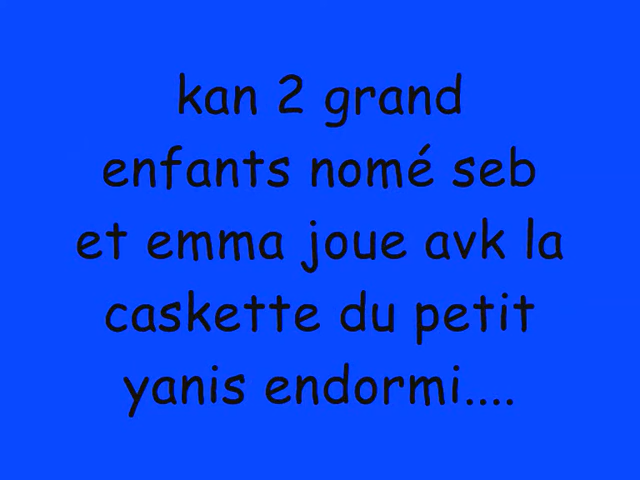 kan 2 grand
enfants nomé seb
et emma joue avk la
caskette du petit
yanis endormi....